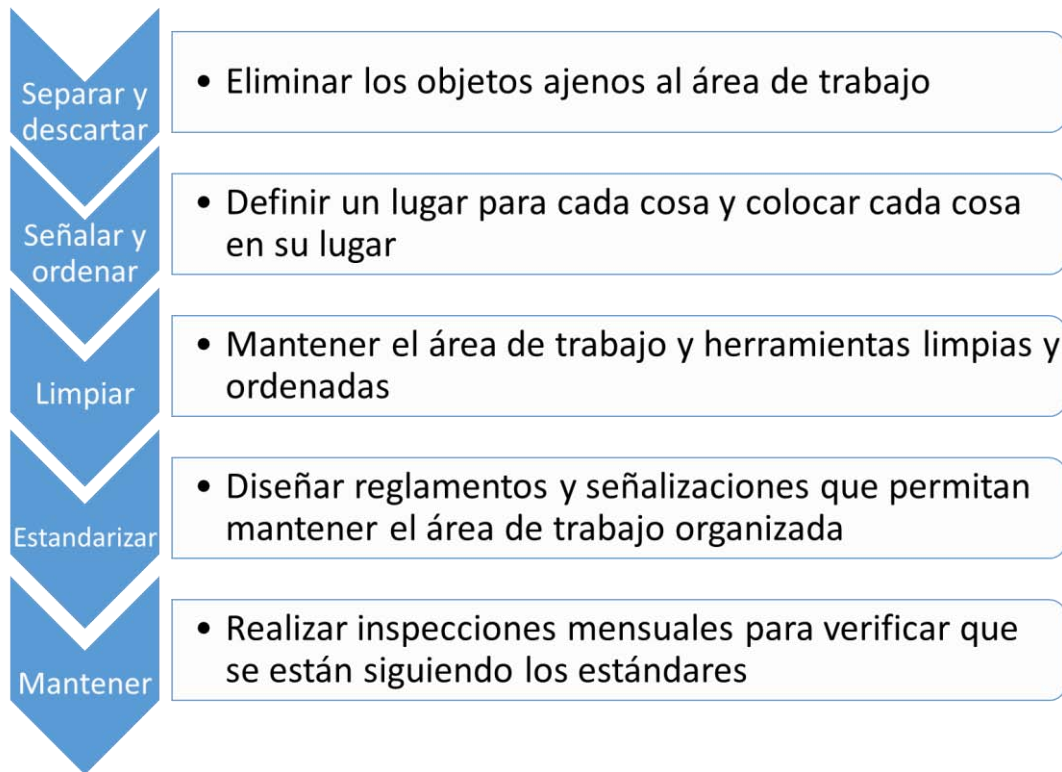 Separar y
descartar
• Eliminar los objetos ajenos al área de trabajo
Señalar y
ordenar
• Definir un lugar para cada cosa y colocar cada cosa
en su lugar
Limpiar
• Mantener el área de trabajo y herramientas limpias y
ordenadas
Estandarizar
• Diseñar reglamentos y señalizaciones que permitan
mantener el área de trabajo organizada
Mantener
• Realizar inspecciones mensuales para verificar que
se están siguiendo los estándares